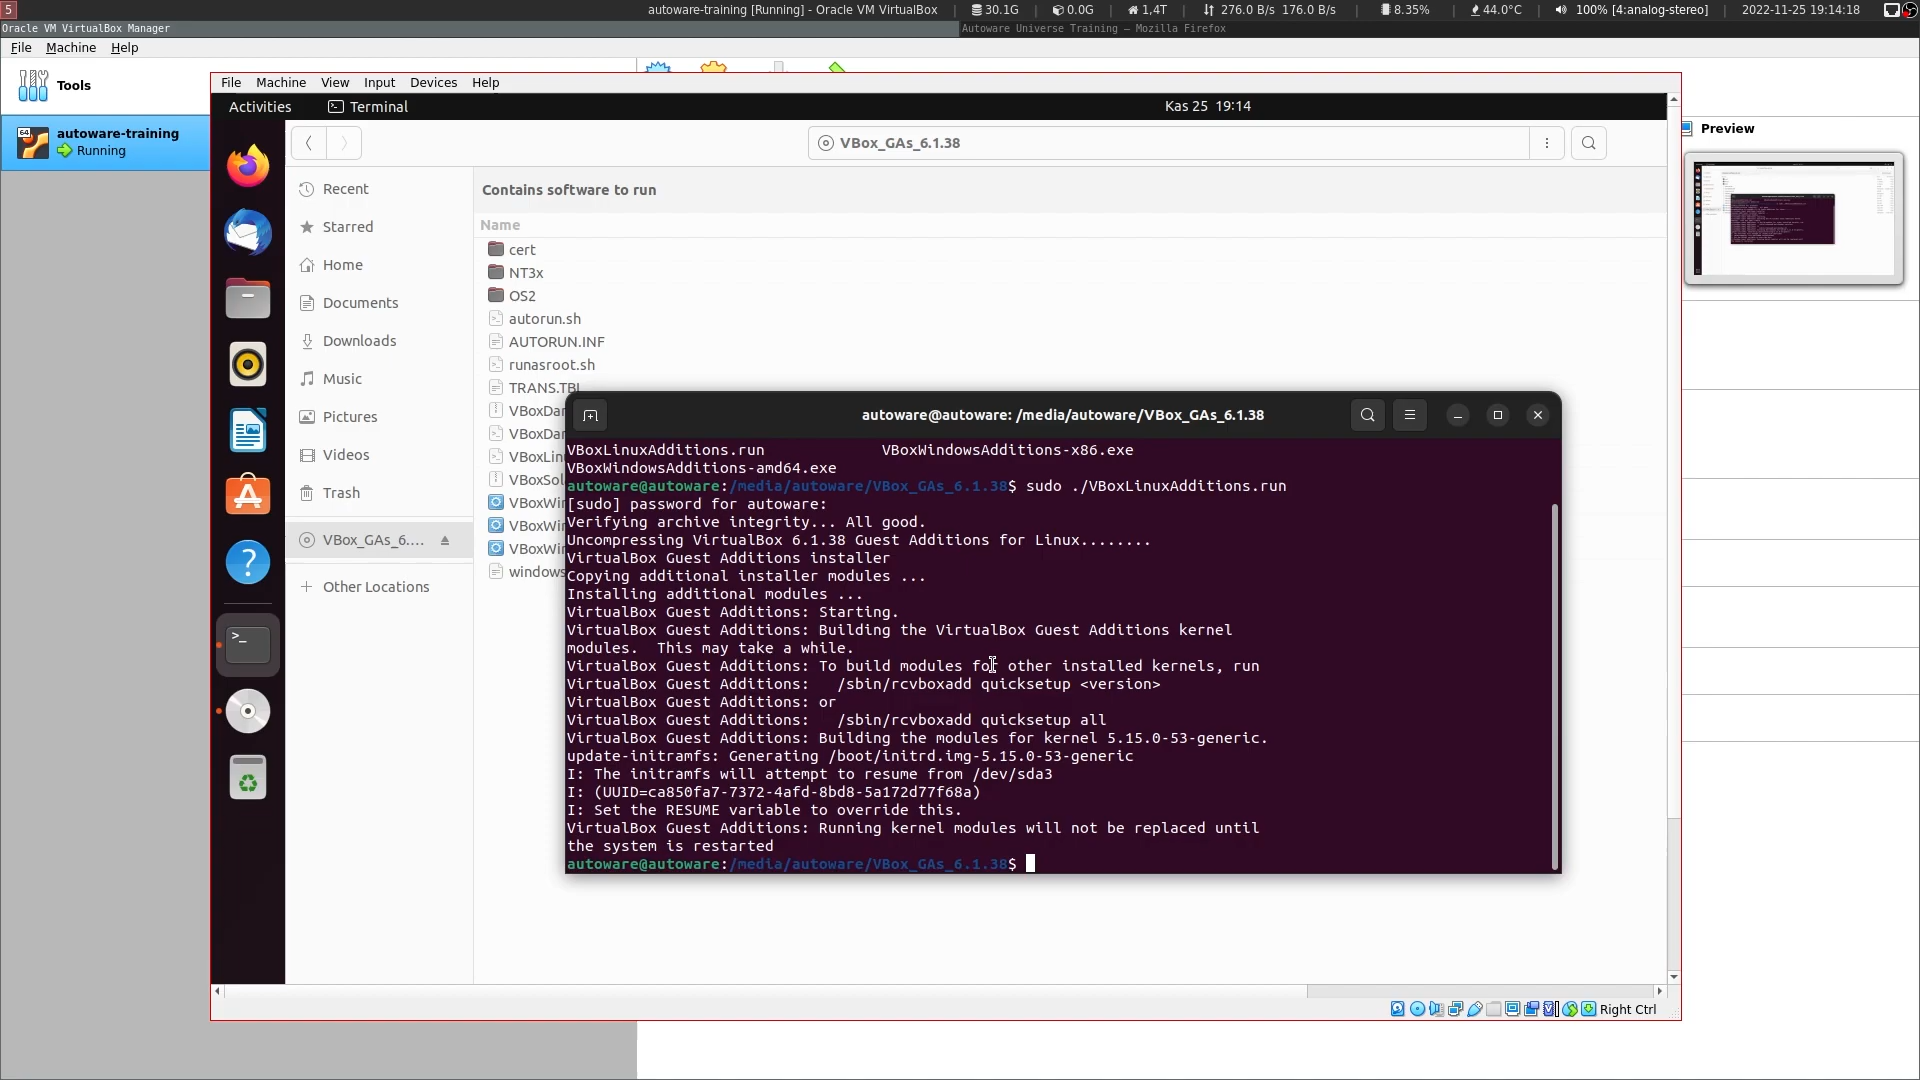 5
autoware-training [Running] - Oracle VM VirtualBox
30.1G
0.0G
1,4T
276.0 B/s 176.0 B/s
8.35%
44.0°C
100% [4:analog-stereo]
2022-11-25 19:14:18
Oracle VM VirtualBox Manager
Autoware Universe Training — Mozilla Firefox
File Machine Help
Tools
64
autoware-training
Running
Preview
File Machine View Input Devices Help
Activities
Terminal
Kas 25 19:14
VBox_GAs_6.1.38
Recent
Starred
Home
Documents
Downloads
Music
Pictures
Videos
Trash
VBox_GAs_6....
Other Locations
Contains software to run
Name
cert
NT3x
OS2
autorun.sh
AUTORUN.INF
runasroot.sh
TRANS.TBL
VBoxDar
VBoxDar
VBoxLin
VBoxSol
VBoxWin
VBoxWin
VBoxWin
windows
autoware@autoware: /media/autoware/VBox_GAs_6.1.38
VBoxLinuxAdditions.run VBoxWindowsAdditions-x86.exe
VBoxWindowsAdditions-amd64.exe
autoware@autoware:/media/autoware/VBox_GAs_6.1.38$ sudo ./VBoxLinuxAdditions.run
[sudo] password for autoware:
Verifying archive integrity... All good.
Uncompressing VirtualBox 6.1.38 Guest Additions for Linux........
VirtualBox Guest Additions installer
Copying additional installer modules ...
Installing additional modules ...
VirtualBox Guest Additions: Starting.
VirtualBox Guest Additions: Building the VirtualBox Guest Additions kernel
modules. This may take a while.
VirtualBox Guest Additions: To build modules for other installed kernels, run
VirtualBox Guest Additions: /sbin/rcvboxadd quicksetup <version>
VirtualBox Guest Additions: or
VirtualBox Guest Additions: /sbin/rcvboxadd quicksetup all
VirtualBox Guest Additions: Building the modules for kernel 5.15.0-53-generic.
update-initramfs: Generating /boot/initrd.img-5.15.0-53-generic
I: The initramfs will attempt to resume from /dev/sda3
I: (UUID=ca850fa7-7372-4afd-8bd8-5a172d77f68a)
I: Set the RESUME variable to override this.
VirtualBox Guest Additions: Running kernel modules will not be replaced until
the system is restarted
autoware@autoware:/media/autoware/VBox_GAs_6.1.38$
Right Ctrl